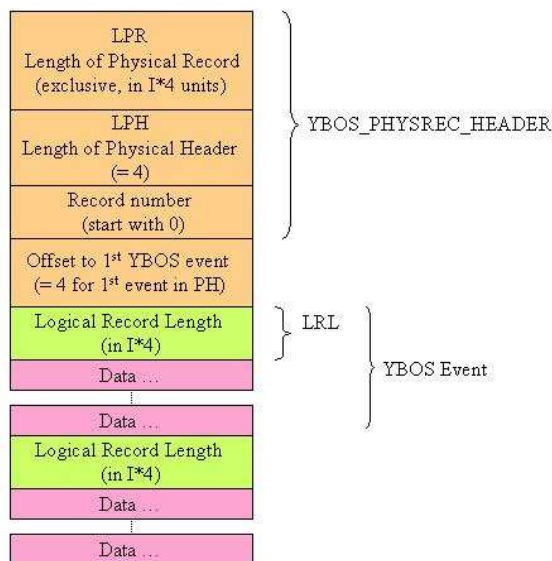 LPR
Length of Physical Record
(exclusive, in I*4 units)
LPH
Length of Physical Header
(= 4)
Record number
(start with 0)
Offset to 1st YBOS event
(= 4 for 1st event in PH)
YBOS_PHYSREC_HEADER
Logical Record Length
(in I*4)
LRL
Data ...
YBOS Event
Data ...
Logical Record Length
(in I*4)
Data ...
Data ...